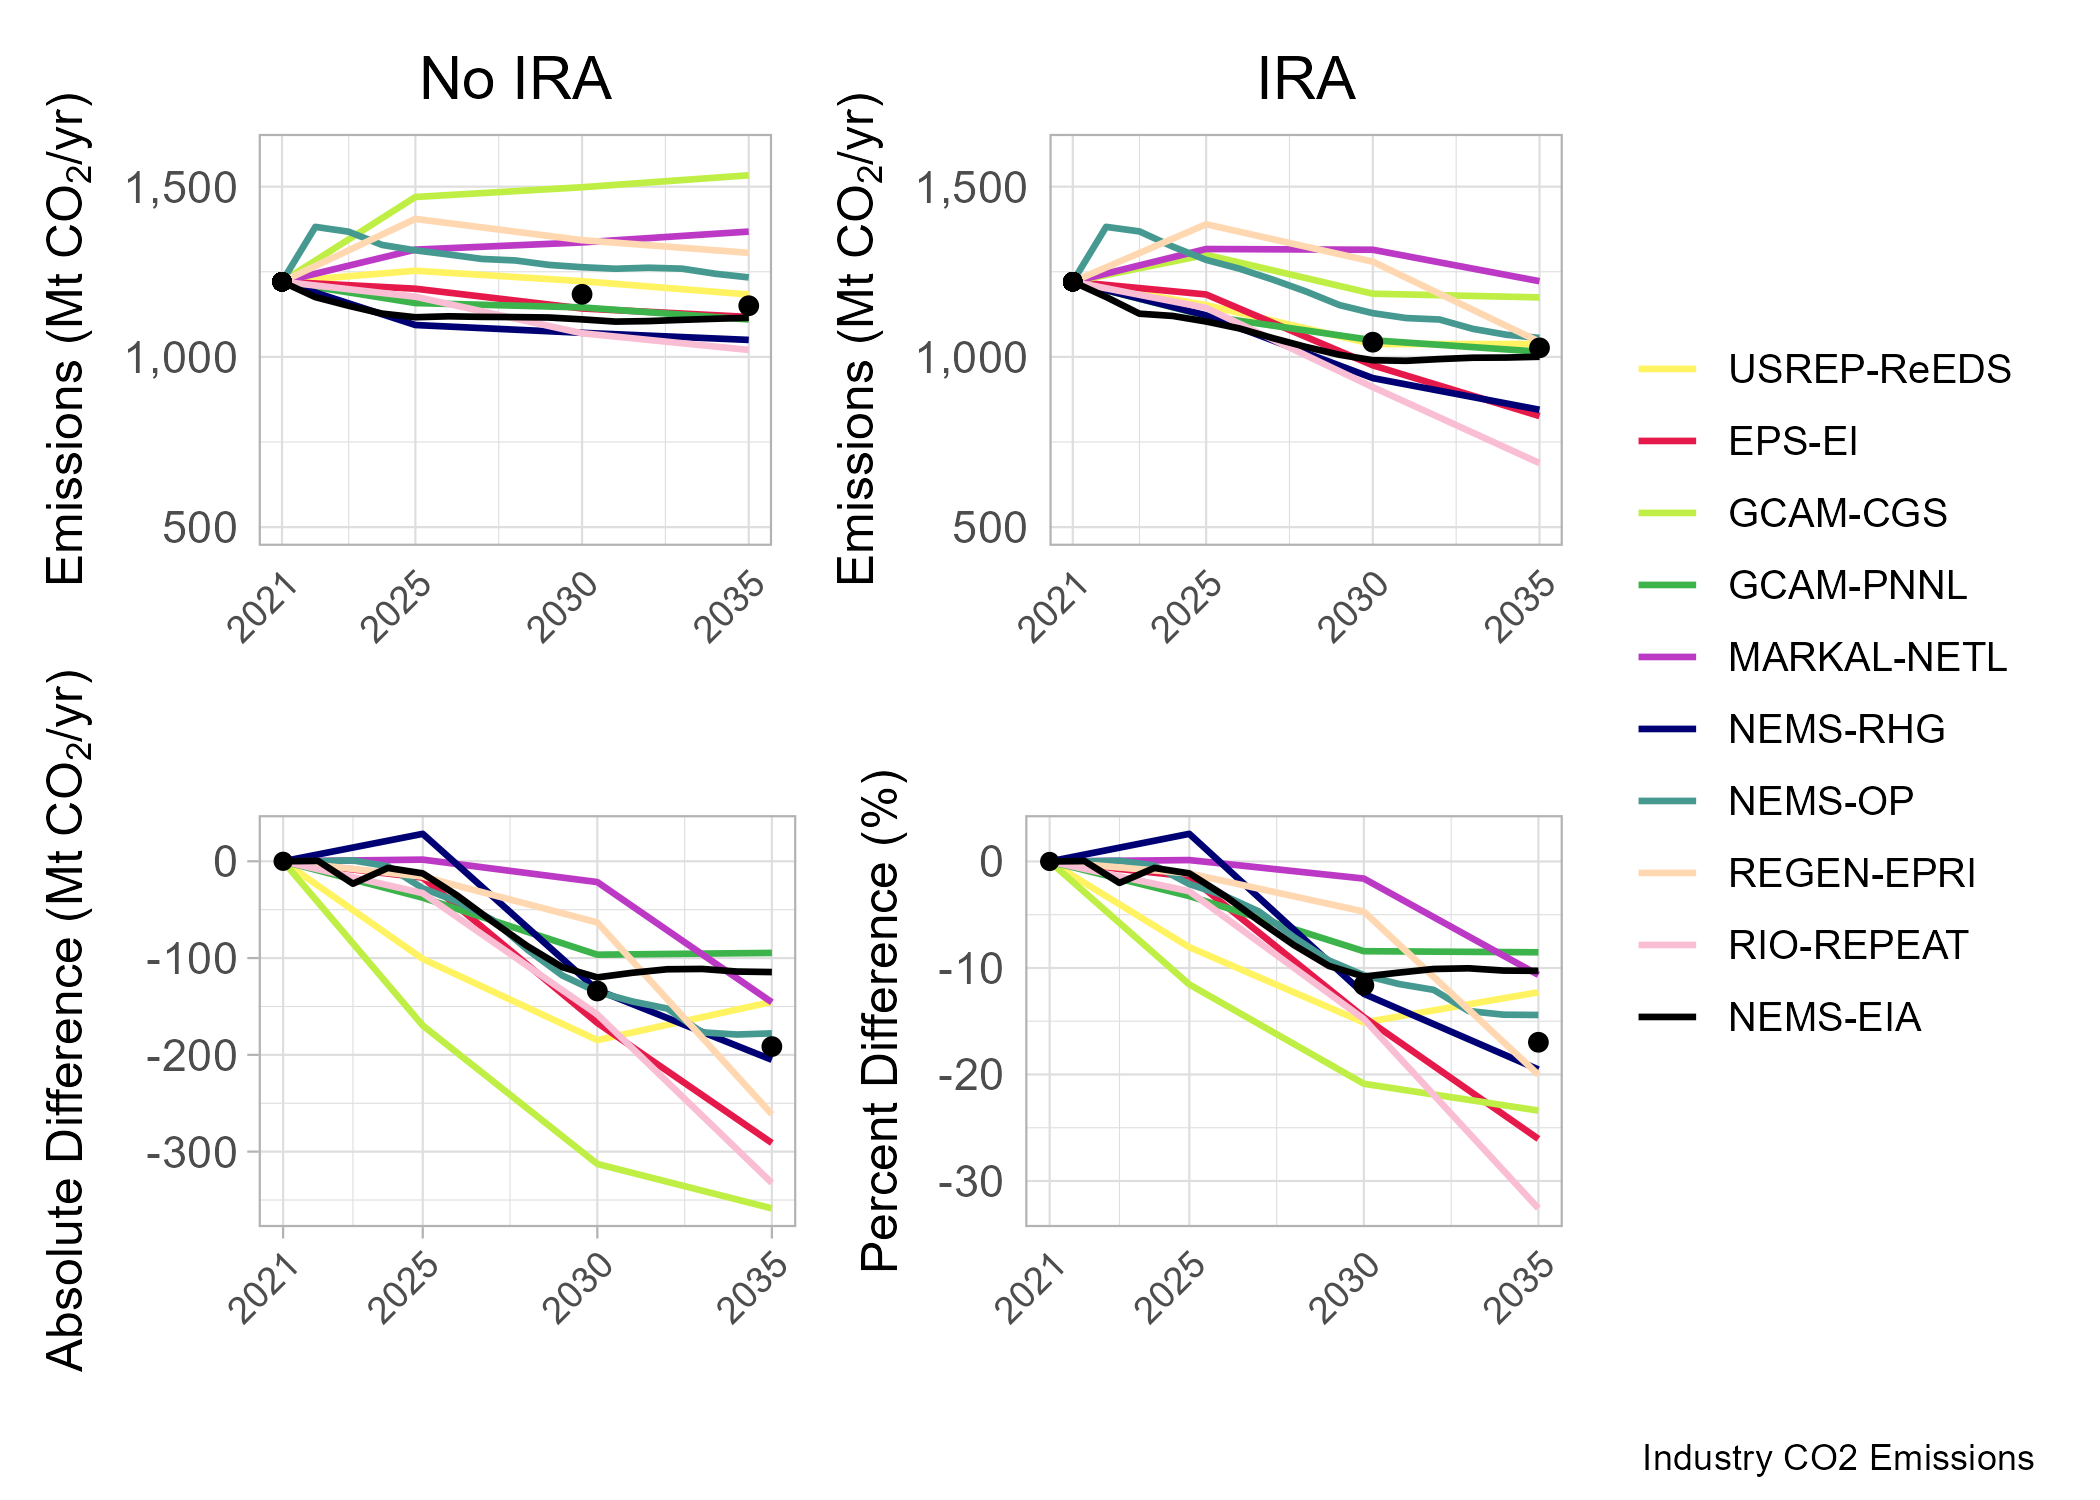 No IRA
IRA
Emissions (Mt CO₂/yr)
1,500
1,000
500
2021
2025
2030
2035
Emissions (Mt CO₂/yr)
1,500
1,000
500
2021
2025
2030
2035
Absolute Difference (Mt CO₂/yr)
0
-100
-200
-300
2021
2025
2030
2035
Percent Difference (%)
0
-10
-20
-30
2021
2025
2030
2035
USREP-ReEDS
EPS-EI
GCAM-CGS
GCAM-PNNL
MARKAL-NETL
NEMS-RHG
NEMS-OP
REGEN-EPRI
RIO-REPEAT
NEMS-EIA
Industry CO2 Emissions